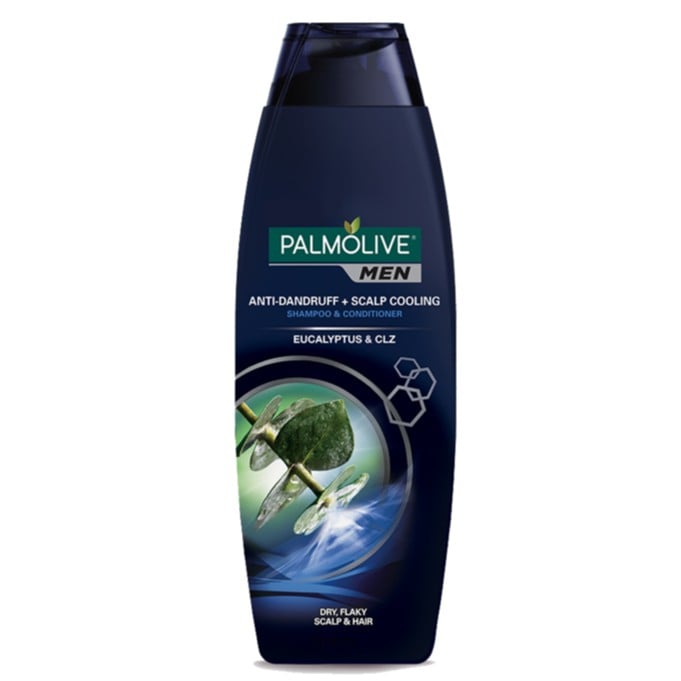 PALMOLIVE®
MEN
ANTI-DANDRUFF + SCALP COOLING
SHAMPOO & CONDITIONER
EUCALYPTUS & CLZ
DRY, FLAKY
SCALP & HAIR